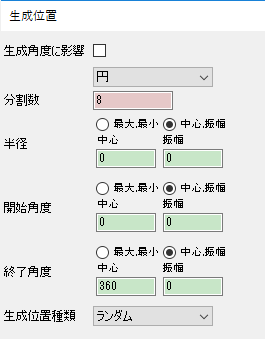 生成位置
生成角度に影響
円
分割数 8
最大,最小 中心,振幅
半径 中心 振幅
0 0
最大,最小 中心,振幅
開始角度 中心 振幅
0 0
最大,最小 中心,振幅
終了角度 中心 振幅
360 0
生成位置種類 ランダム